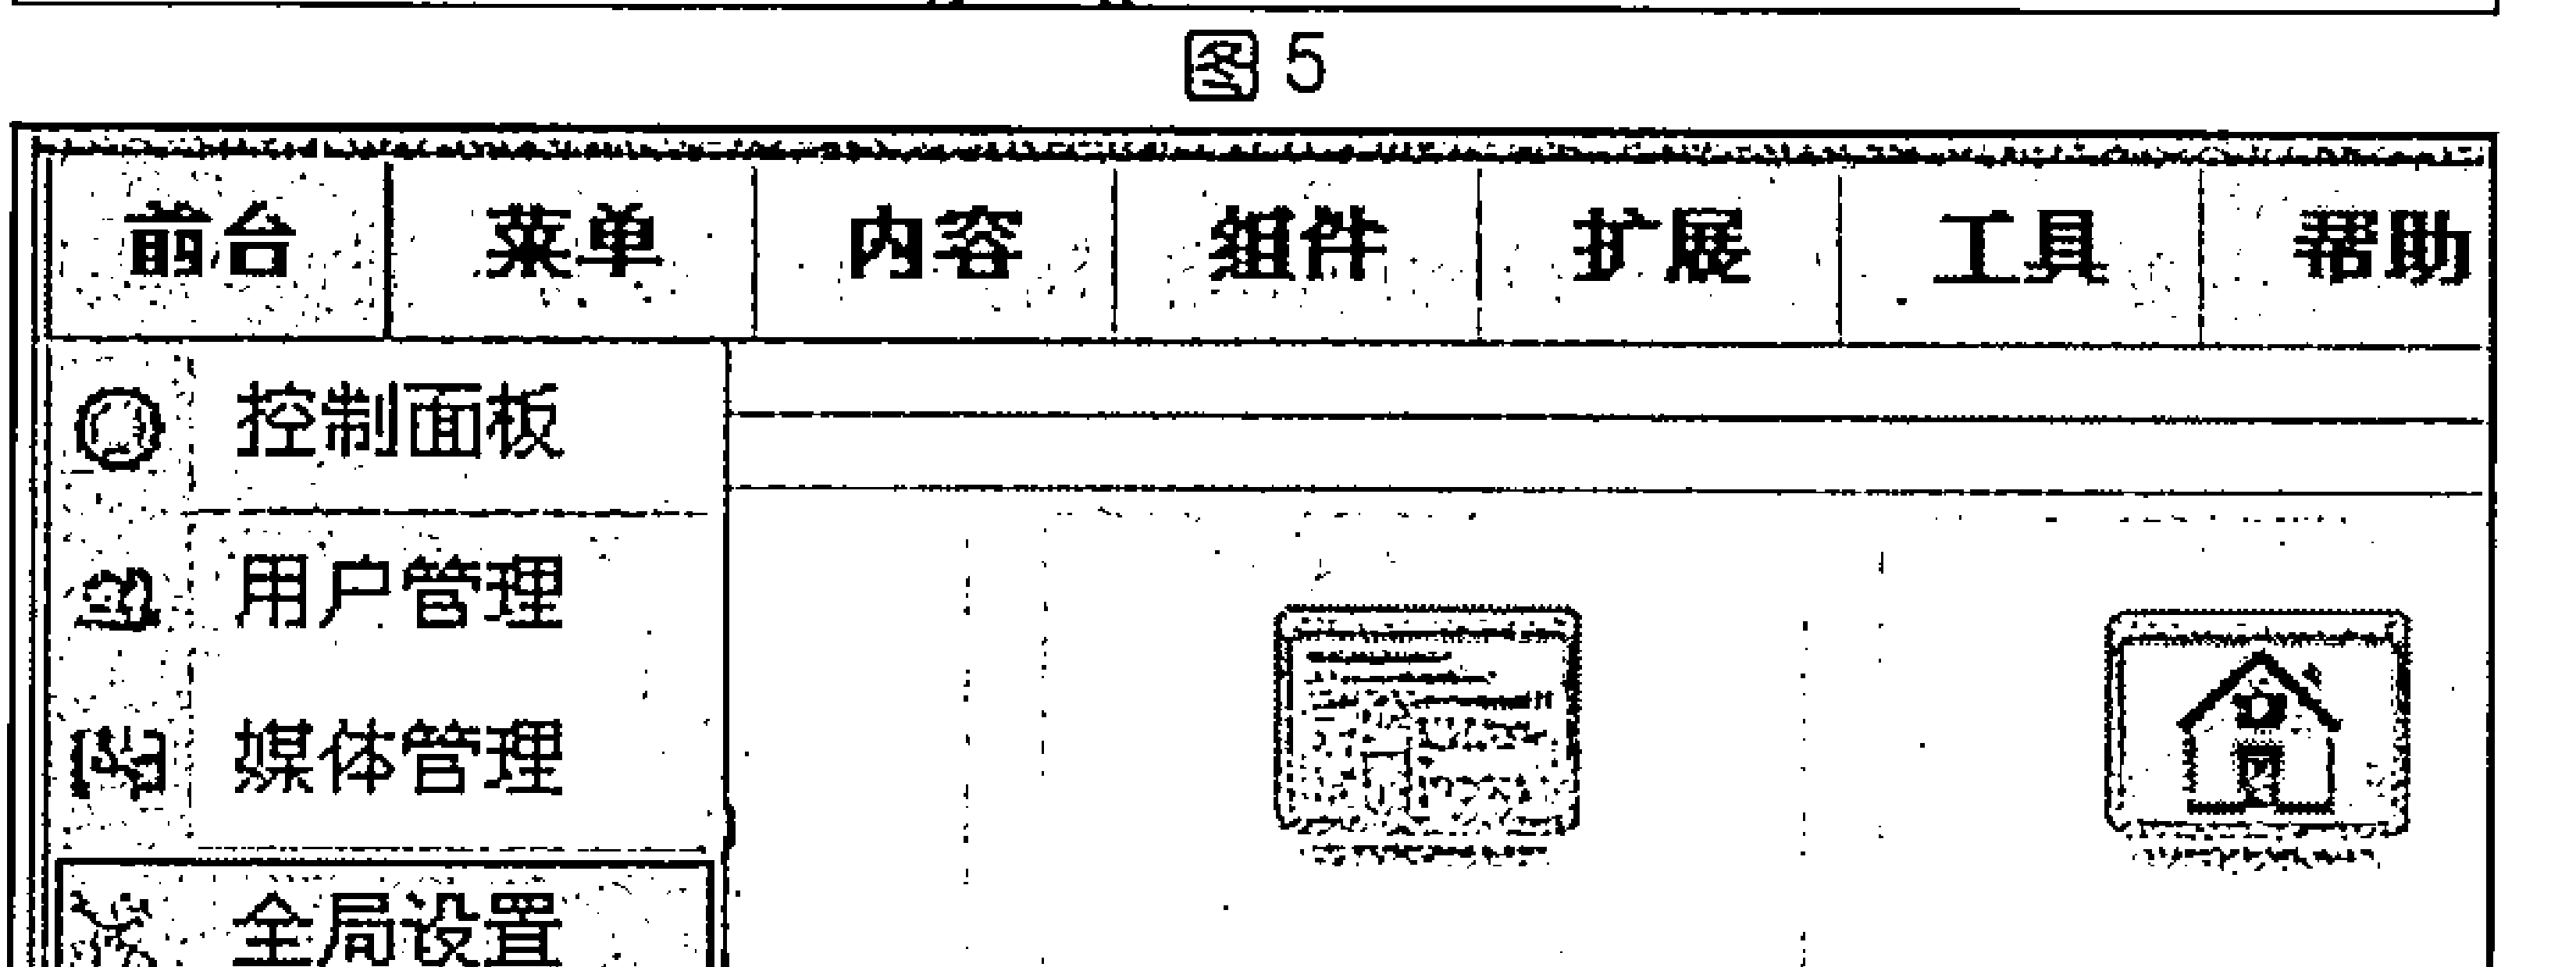 图 5
前台 菜单 内容 组件 扩展 工具 帮助
控制面板
用户管理
媒体管理
全局设置